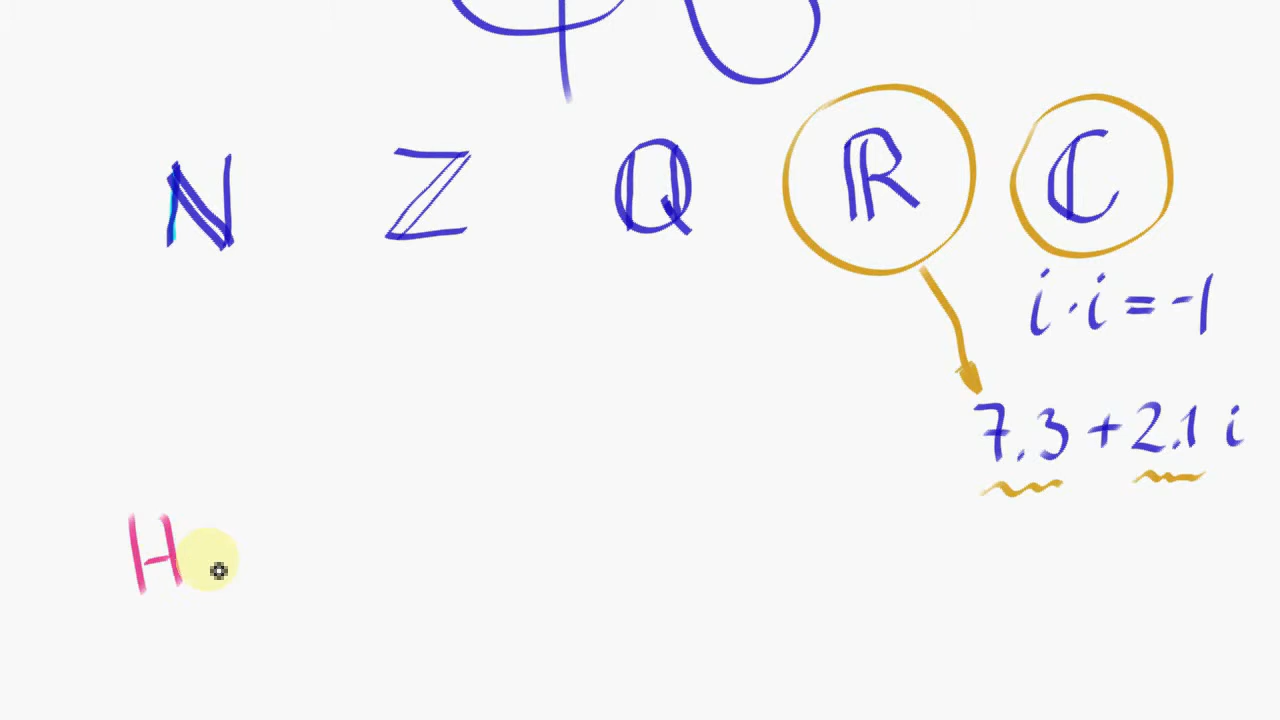 ℕ ℤ ℚ ℝ ℂ
i · i = -1
7.3 + 2.1 i
H